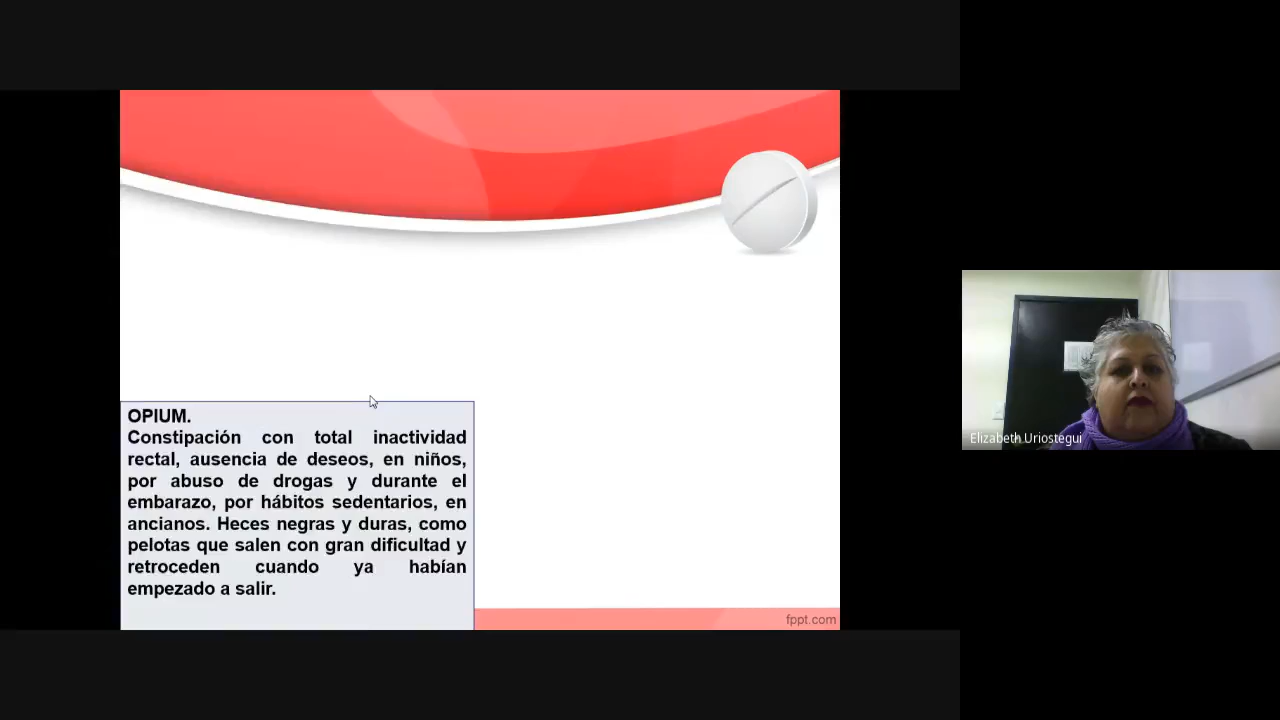 OPIUM.
Constipación con total inactividad
rectal, ausencia de deseos, en niños,
por abuso de drogas y durante el
embarazo, por hábitos sedentarios, en
ancianos. Heces negras y duras, como
pelotas que salen con gran dificultad y
retroceden cuando ya habían
empezado a salir.
fppt.com
Elizabeth Uriostegui